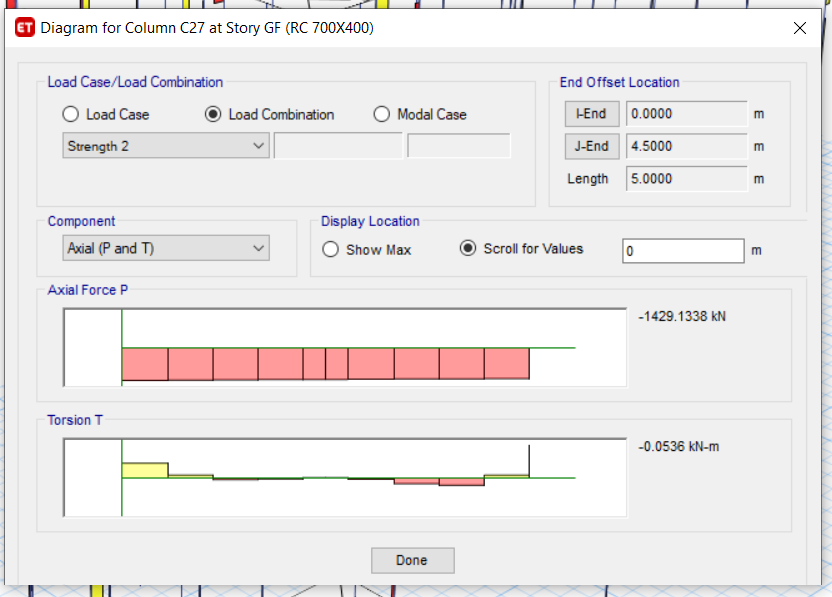 ET Diagram for Column C27 at Story GF (RC 700X400)
Load Case/Load Combination
Load Case Load Combination Modal Case
Strength 2
End Offset Location
I-End 0.0000 m
J-End 4.5000 m
Length 5.0000 m
Component
Axial (P and T)
Display Location
Show Max Scroll for Values 0 m
Axial Force P
-1429.1338 kN
Torsion T
-0.0536 kN-m
Done